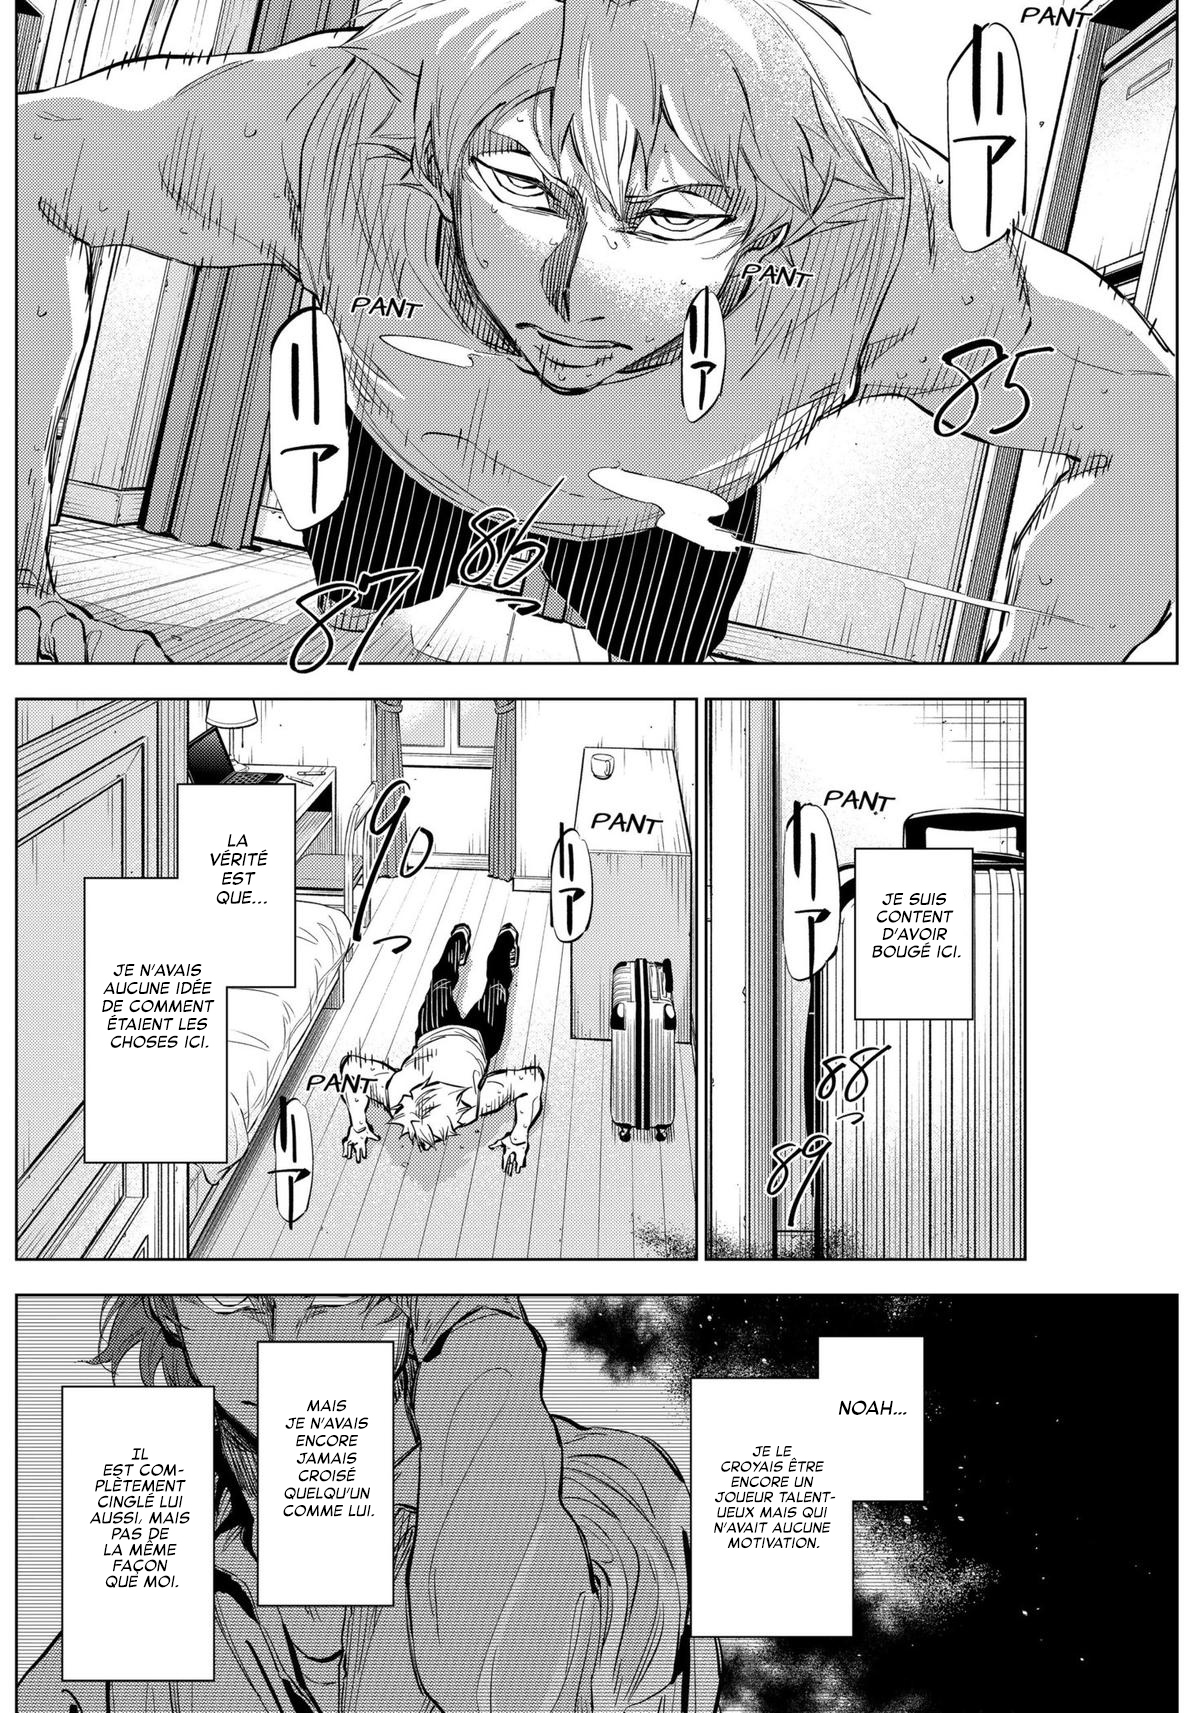 PANT
ハア
85
PANT
ハア
PANT
ハア
86
87
PANT
ハア
JE SUIS
CONTENT
D'AVOIR
BOUGÉ ICI.
88
89
PANT
ハア
90
LA
VÉRITÉ
EST
QUE...
JE N'AVAIS
AUCUNE IDÉE
DE COMMENT
ÉTAIENT LES
CHOSES ICI.
PANT
ハア
NOAH...
JE LE
CROYAIS ÊTRE
ENCORE UN
JOUEUR TALENT-
UEUX MAIS QUI
N'AVAIT AUCUNE
MOTIVATION.
MAIS
JE N'AVAIS
ENCORE
JAMAIS
CROISÉ
QUELQU'UN
COMME LUI.
IL
EST COM-
PLÈTEMENT
CINGLÉ LUI
AUSSI, MAIS
PAS DE
LA MÊME
FAÇON
QUE MOI.